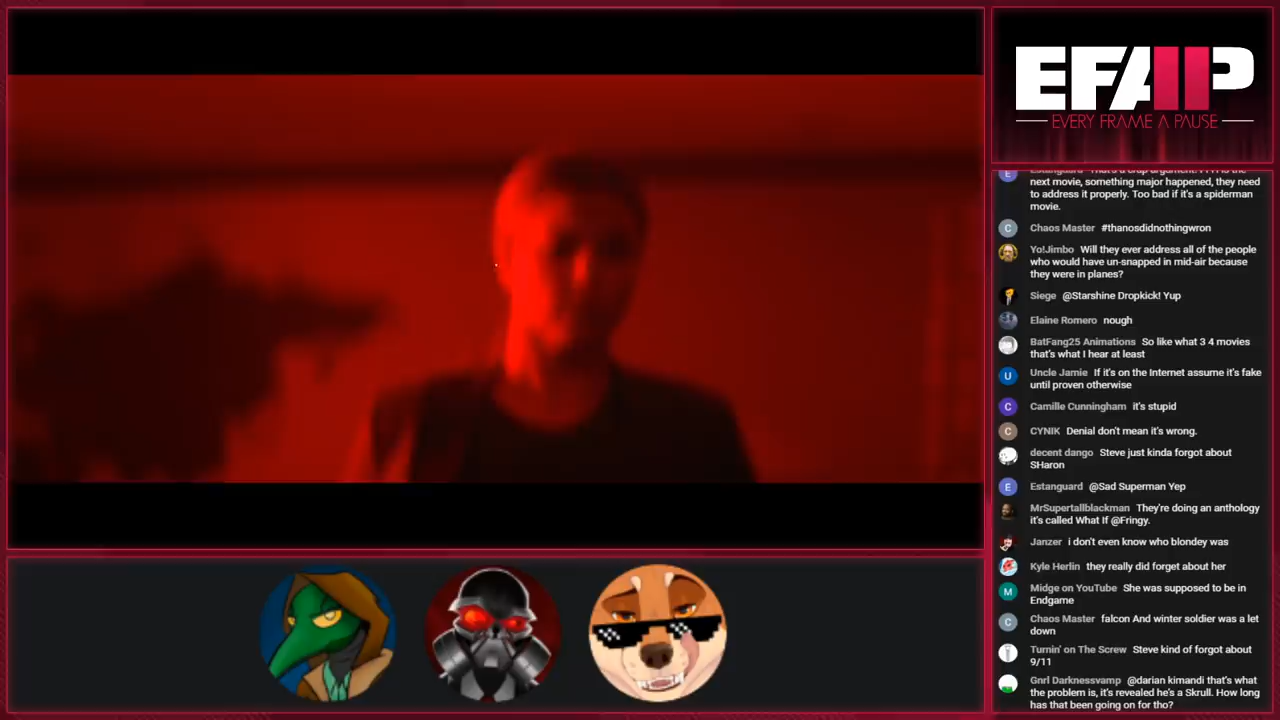 EFAP
EVERY FRAME A PAUSE
next movie, something major happened, they need
to address it properly. Too bad if it's a spiderman
movie.
C Chaos Master #thanosdidnothingwron
Yo!Jimbo Will they ever address all of the people
who would have un-snapped in mid-air because
they were in planes?
Siege @Starshine Dropkick! Yup
Elaine Romero nough
BatFang25 Animations So like what 3 4 movies
that's what I hear at least
U Uncle Jamie If it's on the Internet assume it's fake
until proven otherwise
C Camille Cunningham it's stupid
C CYNIK Denial don't mean it's wrong.
decent dango Steve just kinda forgot about
SHaron
E Estanguard @Sad Superman Yep
MrSupertallblackman They're doing an anthology
it's called What If @Fringy.
Janzer i don't even know who blondey was
Kyle Herlin they really did forget about her
M Midge on YouTube She was supposed to be in
Endgame
C Chaos Master falcon And winter soldier was a let
down
Turnin' on The Screw Steve kind of forgot about
9/11
Gnrl Darknessvamp @darian kimandi that's what
the problem is, it's revealed he's a Skrull. How long
has that been going on for tho?